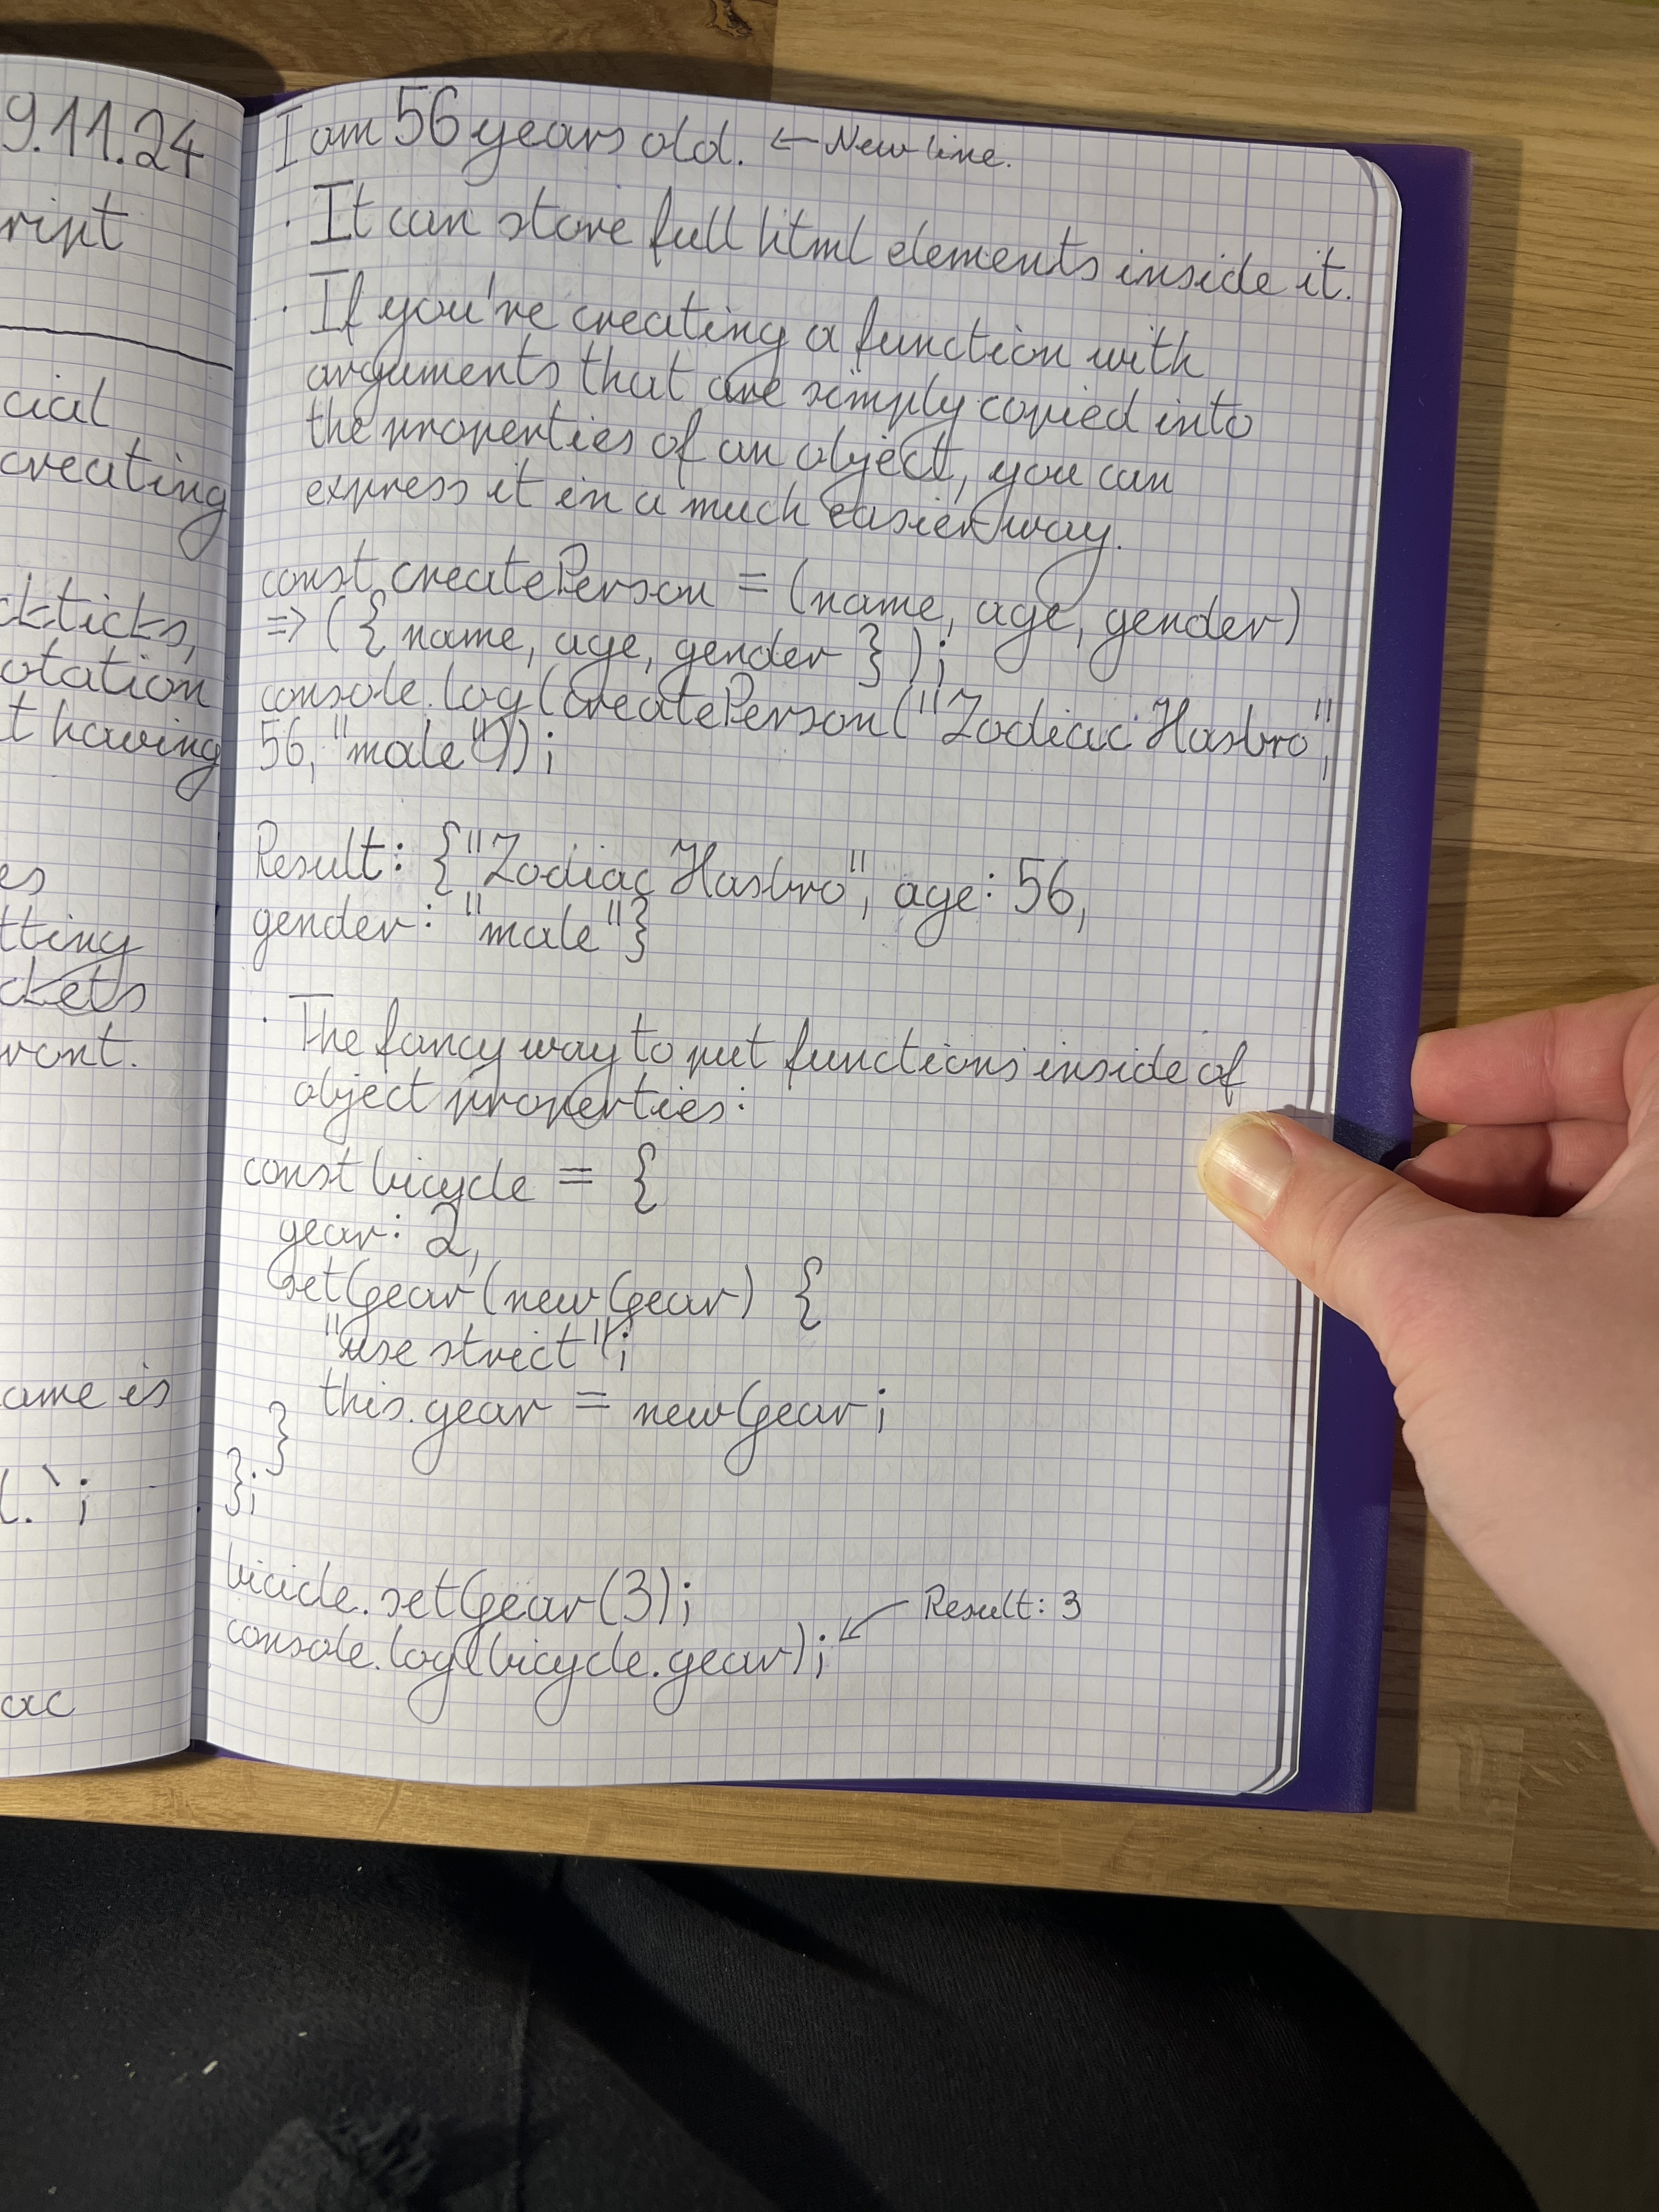 9.11.24
ript
cial
creating
ckticks,
otation
t having
es
tting
ckets
ront.
ame is
l.`;
ac
I am 56 years old. ← New line.
· It can store full html elements inside it.
· If you're creating a function with
arguments that are simply copied into
the properties of an object, you can
express it in a much easier way.
const createPerson = (name, age, gender)
=> ({ name, age, gender });
console.log(createPerson("Zodiac Hasbro",
56, "male"));
Result: {"Zodiac Hasbro", age: 56,
gender: "male"}
· The fancy way to put functions inside of
object properties:
const bicycle = {
gear: 2,
setGear(newGear) {
"use strict";
this.gear = newGear;
}
};
bicicle.setGear(3);
console.log(bicycle.gear); ← Result: 3